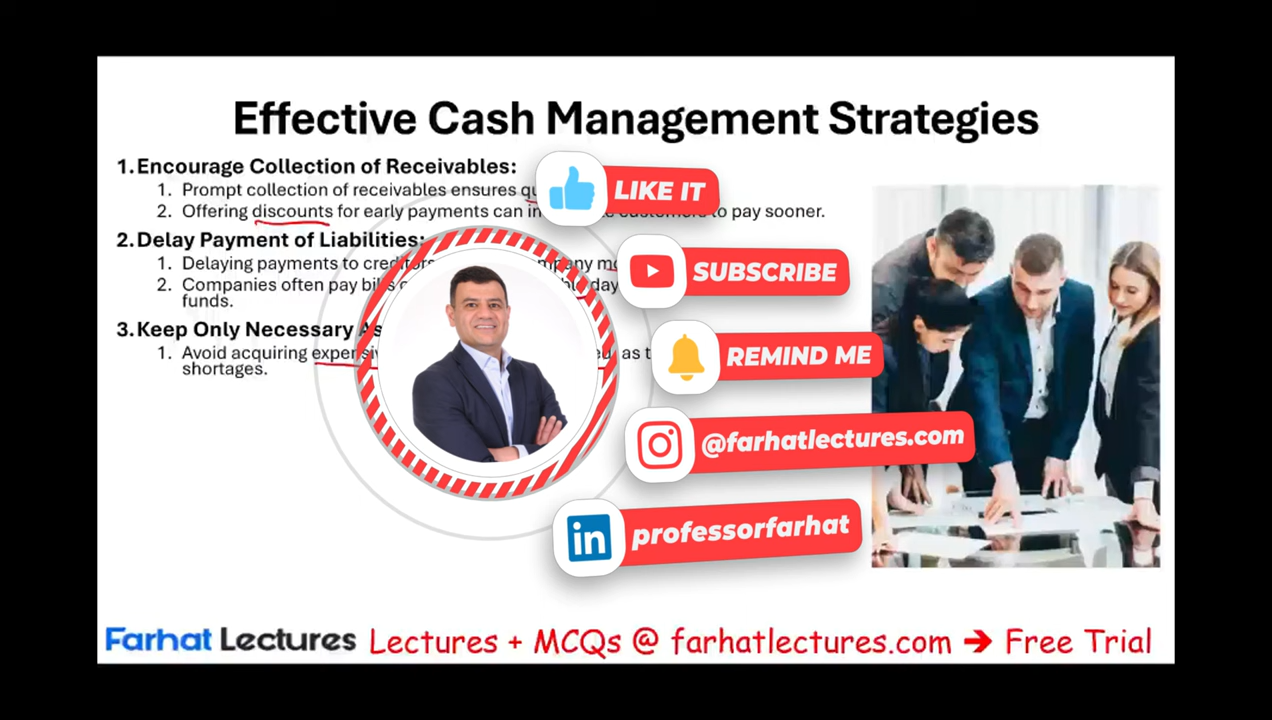 Effective Cash Management Strategies
1. Encourage Collection of Receivables:
1. Prompt collection of receivables ensures
2. Offering discounts for early payments can customers to pay sooner.
2. Delay Payment of Liabilities:
1. Delaying payments to creditors
2. Companies often pay bills
funds.
3. Keep Only Necessary
1. Avoid acquiring as
shortages.
LIKE IT
SUBSCRIBE
REMIND ME
@farhatlectures.com
in professorfarhat
Farhat Lectures Lectures + MCQs @ farhatlectures.com → Free Trial